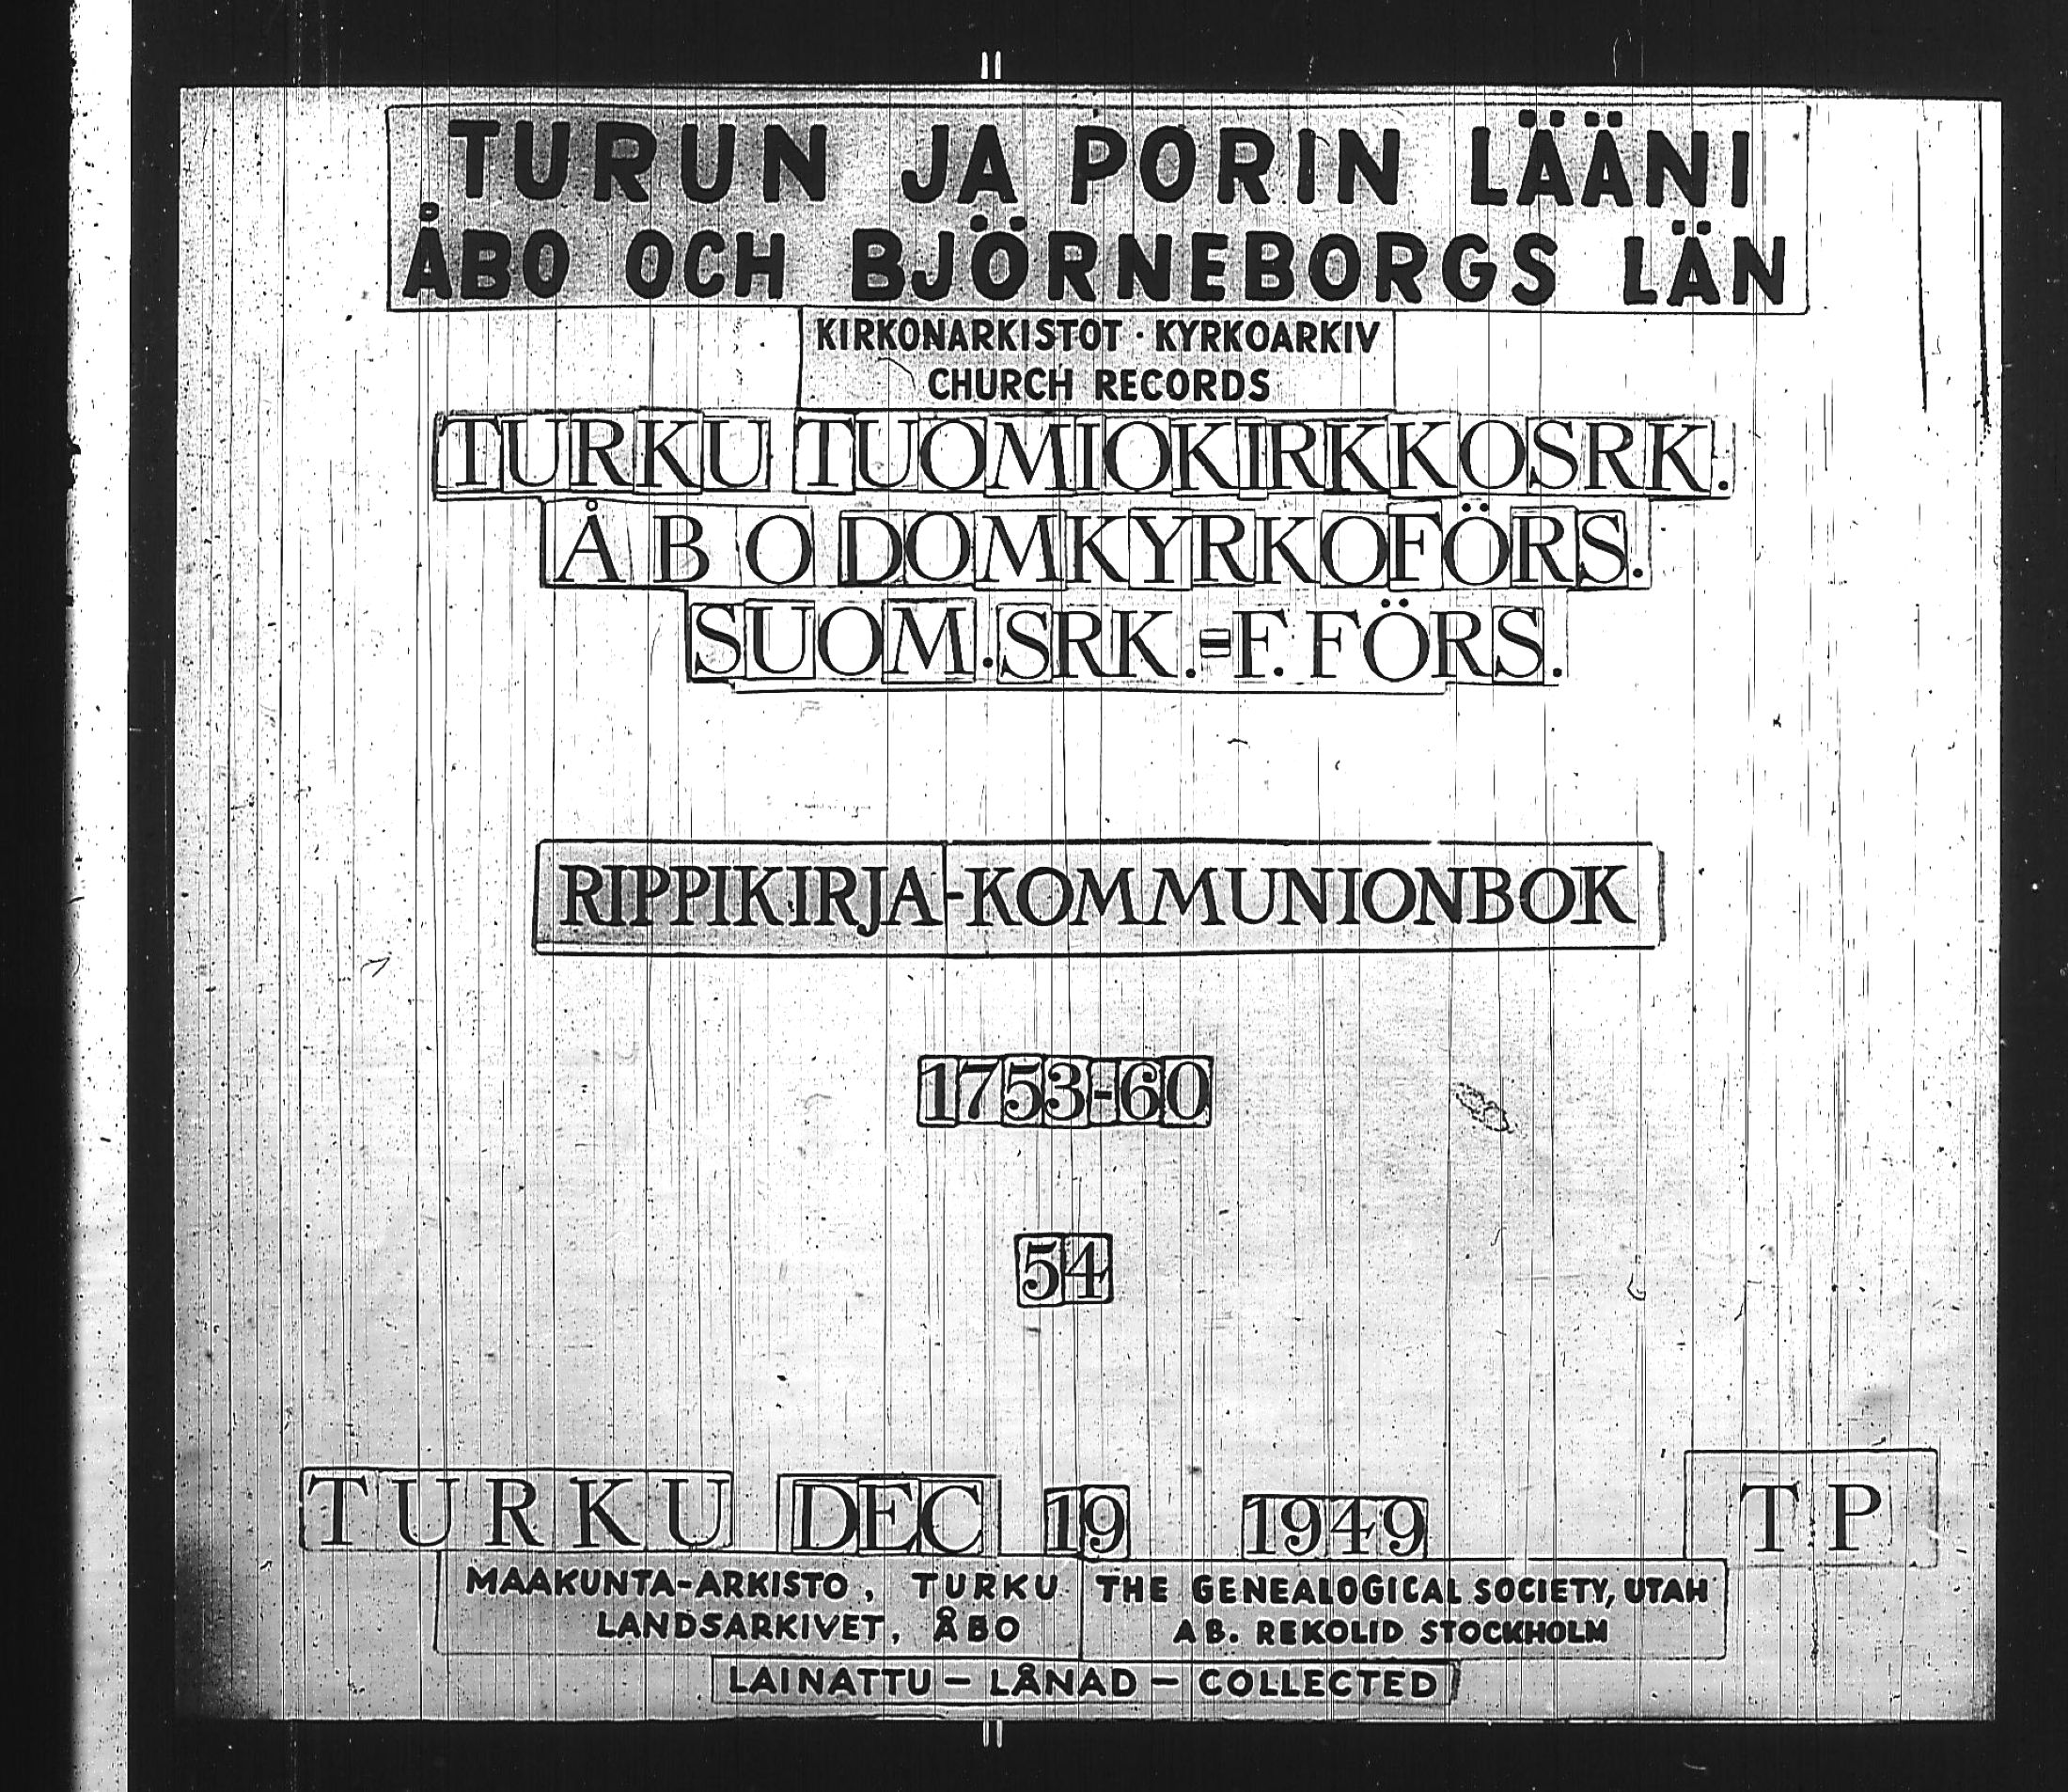 TURUN JA PORIN LÄÄNI
ÅBO OCH BJÖRNEBORGS LÄN
KIRKONARKISTOT · KYRKOARKIV
CHURCH RECORDS
TURKU TUOMIOKIRKKOSRK.
ÅBO DOMKYRKOFÖRS.
SUOM.SRK.=F.FÖRS.
RIPPIKIRJA-KOMMUNIONBOK
1753-60
54
TURKU DEC 19 1949 TP
MAAKUNTA-ARKISTO, TURKU THE GENEALOGICAL SOCIETY, UTAH
LANDSARKIVET, ÅBO AB. REKOLID STOCKHOLM
LAINATTU - LÅNAD - COLLECTED